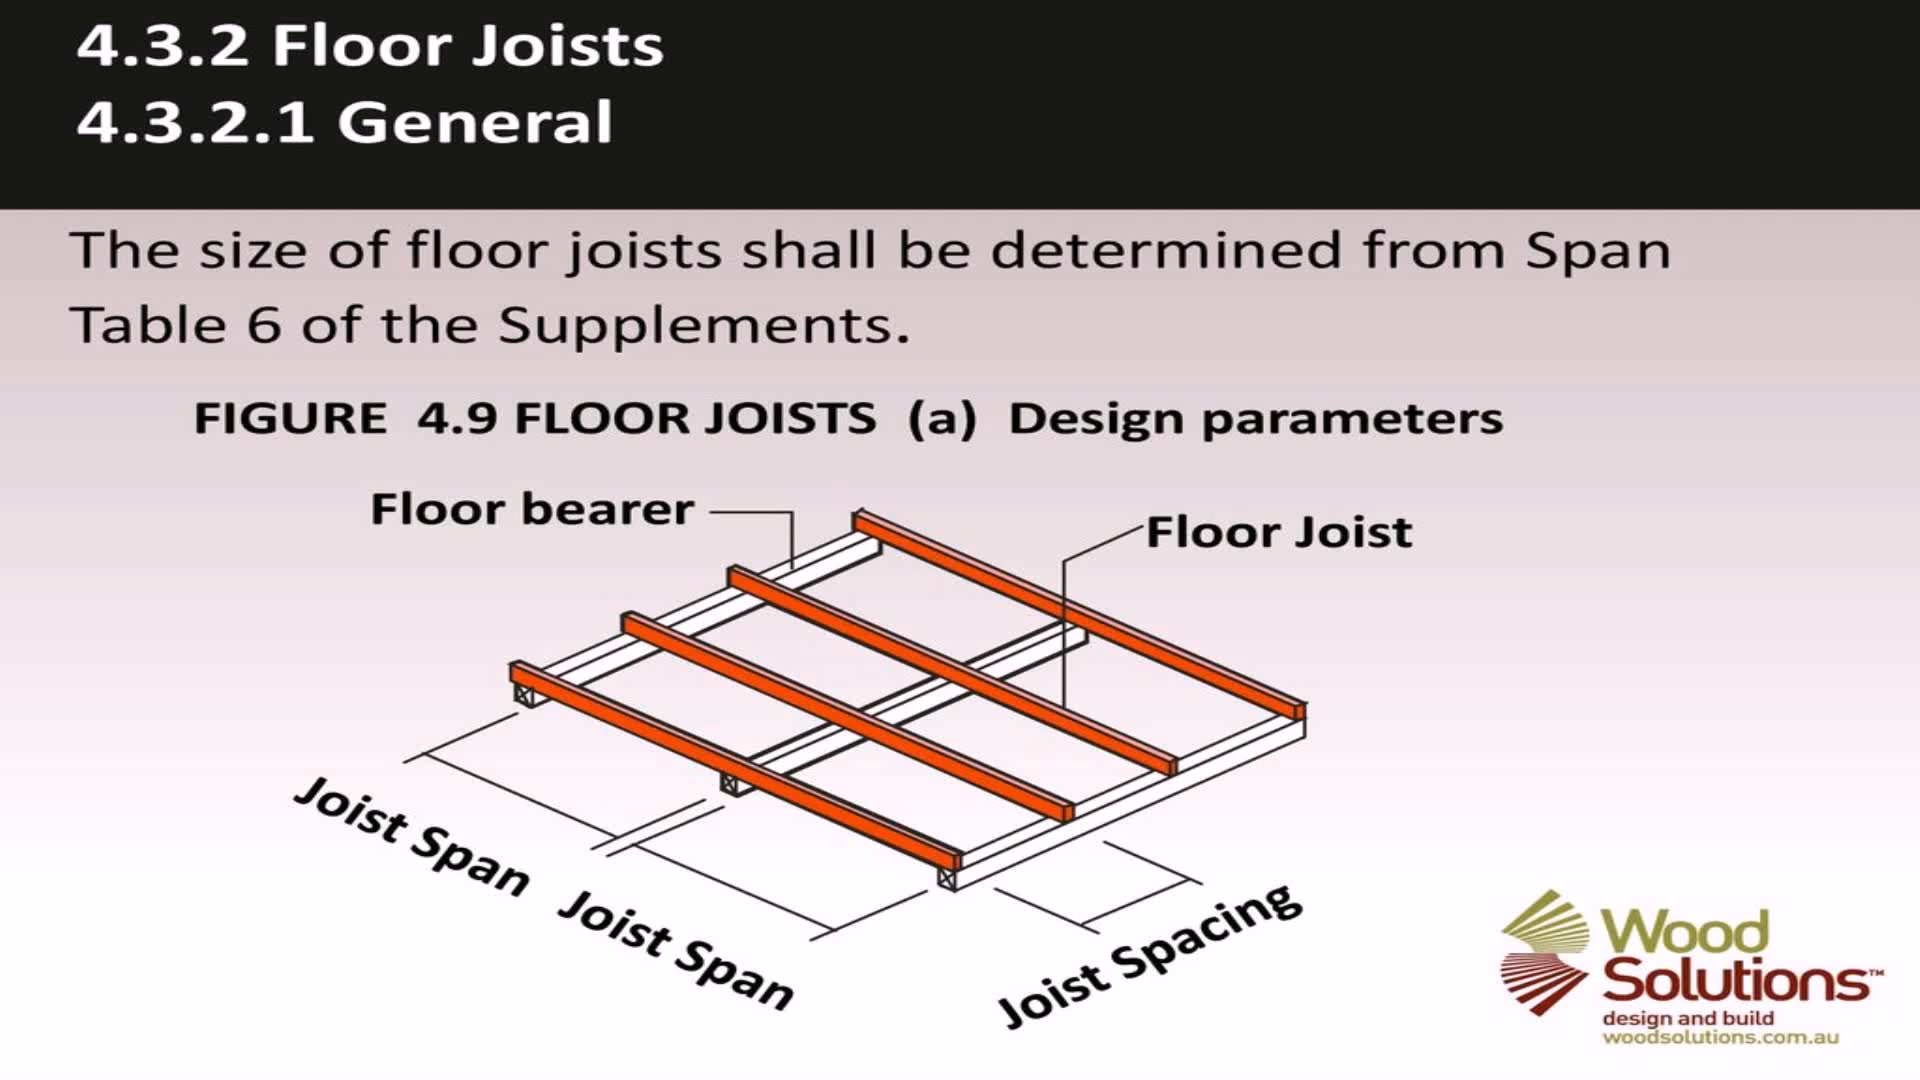 4.3.2 Floor Joists
4.3.2.1 General
The size of floor joists shall be determined from Span
Table 6 of the Supplements.
FIGURE 4.9 FLOOR JOISTS (a) Design parameters
Floor bearer
Floor Joist
Joist Span
Joist Span
Joist Spacing
Wood
Solutions™
design and build
woodsolutions.com.au